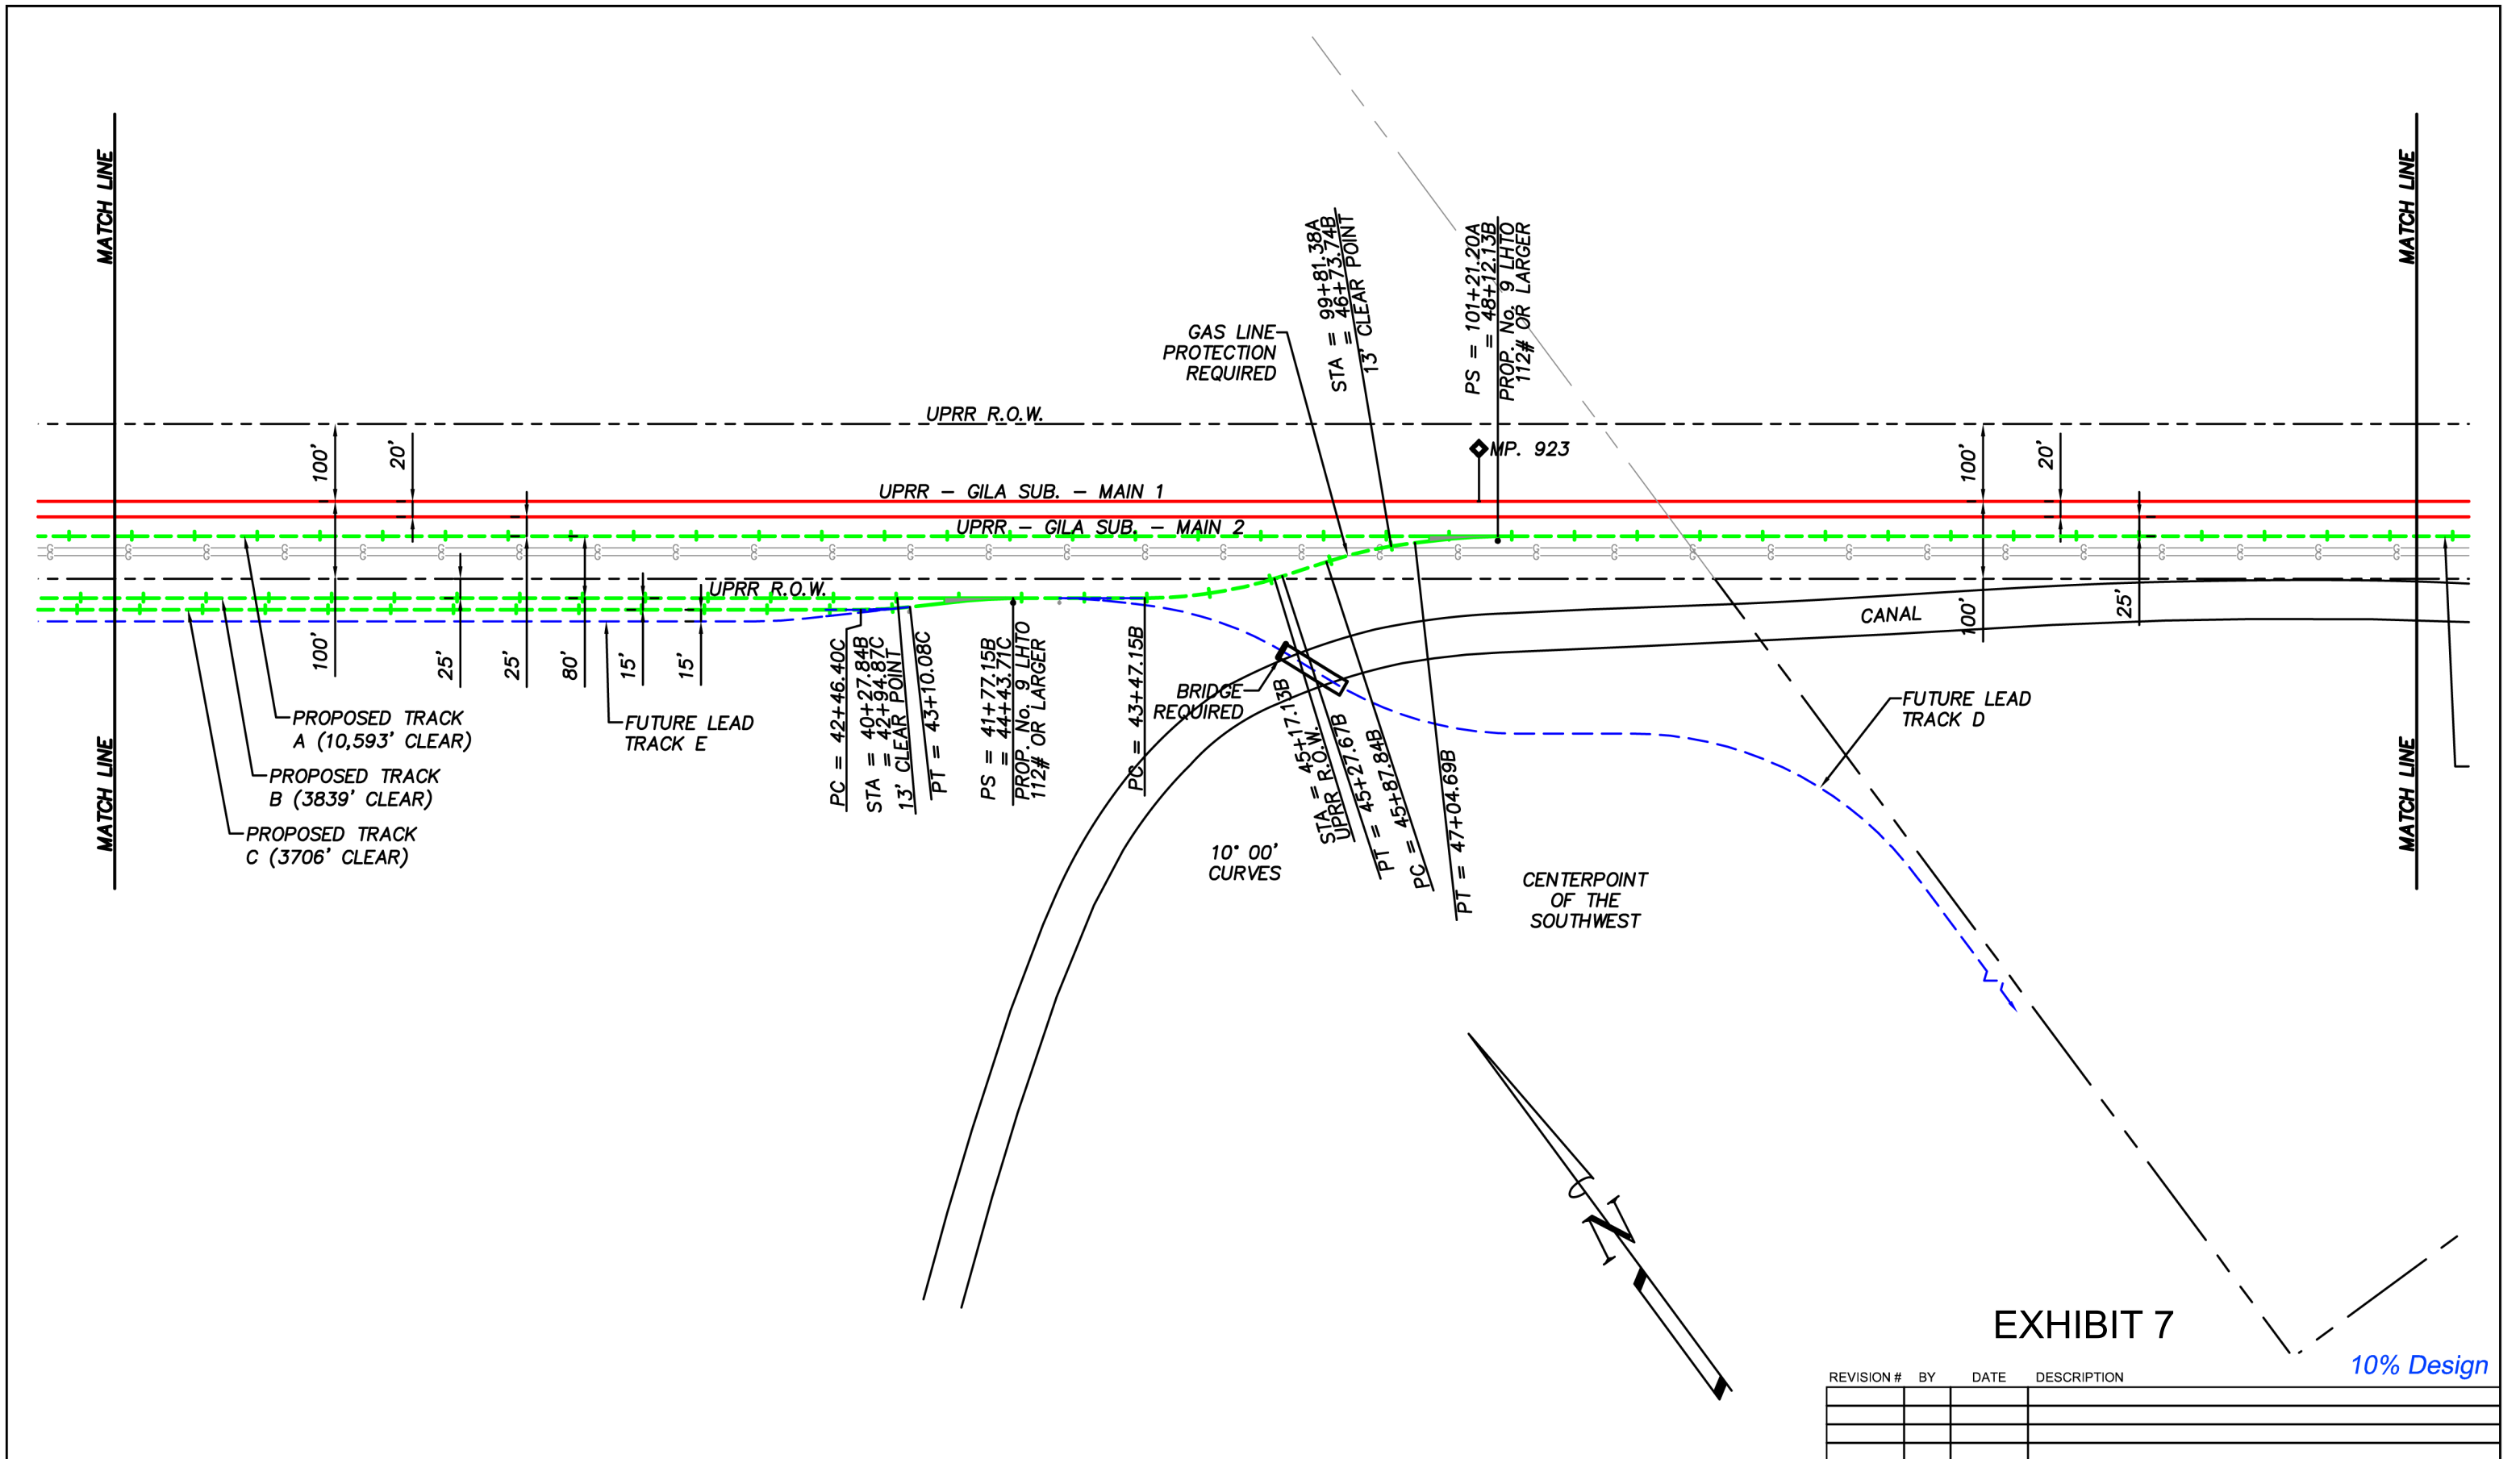 MATCH LINE
MATCH LINE
STA = 99+81.38A
STA = 46+73.74B
13' CLEAR POINT
PS = 101+21.20A
= 48+12.13B
PROP. No. 9 LHTO
112# OR LARGER
GAS LINE
PROTECTION
REQUIRED
UPRR R.O.W.
MP. 923
100'
20'
100'
20'
UPRR – GILA SUB. – MAIN 1
UPRR – GILA SUB. – MAIN 2
UPRR R.O.W.
CANAL
100'
25'
25'
80'
15'
15'
100'
25'
PROPOSED TRACK
A (10,593' CLEAR)
PROPOSED TRACK
B (3839' CLEAR)
PROPOSED TRACK
C (3706' CLEAR)
FUTURE LEAD
TRACK E
PC = 42+46.40C
STA = 40+27.84B
= 42+94.87C
13' CLEAR POINT
PT = 43+10.08C
PS = 41+77.15B
= 44+43.71C
PROP. No. 9 LHTO
112# OR LARGER
PC = 43+47.15B
BRIDGE
REQUIRED
STA = 45+17.13B
UPRR R.O.W.
PT = 45+27.67B
PC = 45+87.84B
PT = 47+04.69B
FUTURE LEAD
TRACK D
MATCH LINE
MATCH LINE
10° 00'
CURVES
CENTERPOINT
OF THE
SOUTHWEST
N
EXHIBIT 7
10% Design
REVISION # BY DATE DESCRIPTION